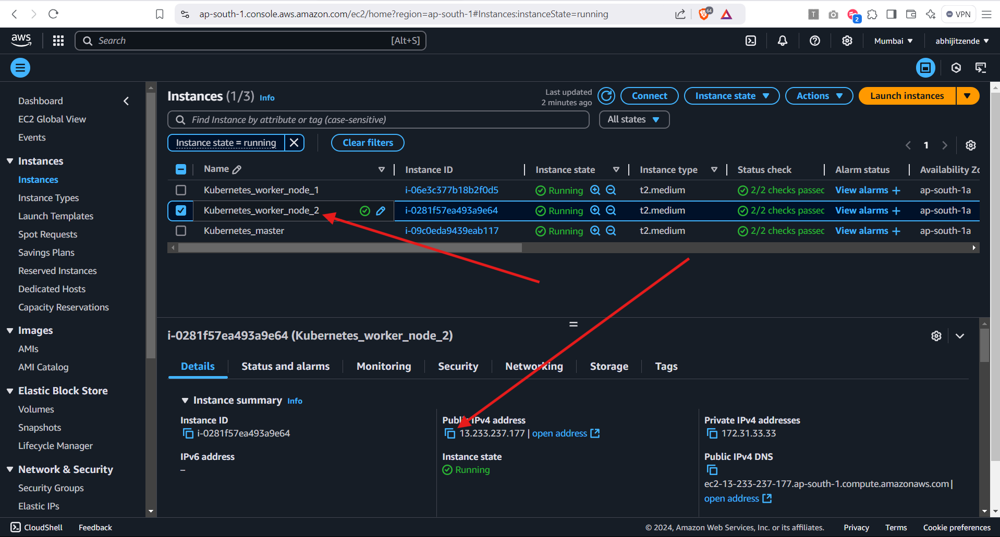 ap-south-1.console.aws.amazon.com/ec2/home?region=ap-south-1#Instances:instanceState=running
64
T
2
VPN
aws
Search
[Alt+S]
Mumbai
abhijitzende
Dashboard
EC2 Global View
Events
Instances
Instances
Instance Types
Launch Templates
Spot Requests
Savings Plans
Reserved Instances
Dedicated Hosts
Capacity Reservations
Images
AMIs
AMI Catalog
Elastic Block Store
Volumes
Snapshots
Lifecycle Manager
Network & Security
Security Groups
Elastic IPs
Instances (1/3) Info
Last updated
2 minutes ago
Connect
Instance state
Actions
Launch instances
Find Instance by attribute or tag (case-sensitive)
All states
Instance state = running
Clear filters
1
Name Instance ID Instance state Instance type Status check Alarm status Availability Zo
Kubernetes_worker_node_1 i-06e3c377b18b2f0d5 Running t2.medium 2/2 checks passec View alarms + ap-south-1a
Kubernetes_worker_node_2 i-0281f57ea493a9e64 Running t2.medium 2/2 checks passec View alarms + ap-south-1a
Kubernetes_master i-09c0eda9439eab117 Running t2.medium 2/2 checks passec View alarms + ap-south-1a
i-0281f57ea493a9e64 (Kubernetes_worker_node_2)
Details
Status and alarms
Monitoring
Security
Networking
Storage
Tags
Instance summary Info
Instance ID
i-0281f57ea493a9e64
Public IPv4 address
13.233.237.177 | open address
Private IPv4 addresses
172.31.33.33
IPv6 address
–
Instance state
Running
Public IPv4 DNS
ec2-13-233-237-177.ap-south-1.compute.amazonaws.com |
open address
CloudShell
Feedback
© 2024, Amazon Web Services, Inc. or its affiliates.
Privacy
Terms
Cookie preferences